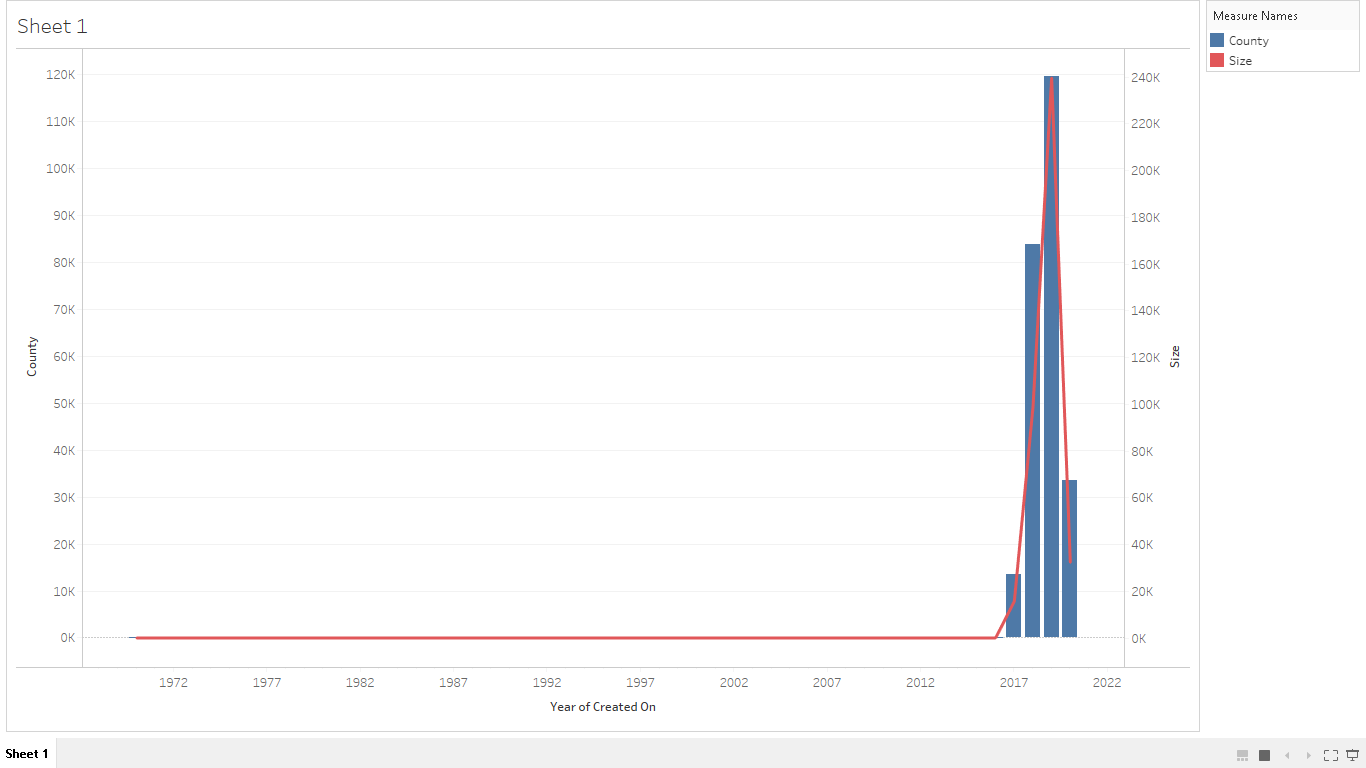 Sheet 1
Measure Names
County
Size
120K
110K
100K
90K
80K
70K
60K
50K
40K
30K
20K
10K
0K
County
240K
220K
200K
180K
160K
140K
120K
100K
80K
60K
40K
20K
0K
Size
1972 1977 1982 1987 1992 1997 2002 2007 2012 2017 2022
Year of Created On
Sheet 1